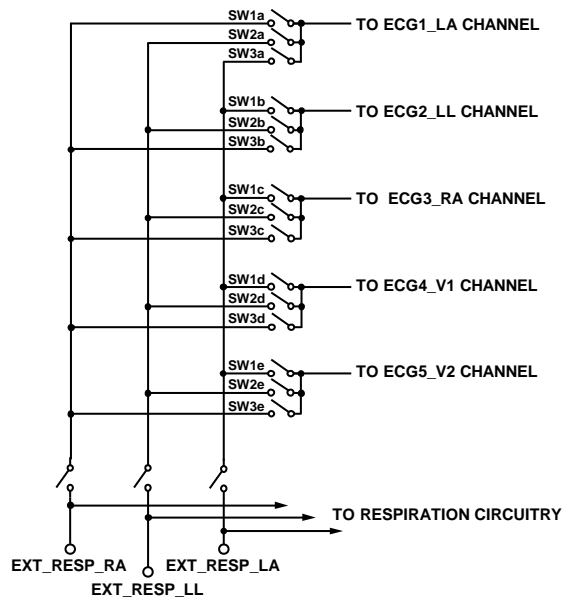 SW1a
TO ECG1_LA CHANNEL
SW2a
SW3a
SW1b
TO ECG2_LL CHANNEL
SW2b
SW3b
SW1c
TO ECG3_RA CHANNEL
SW2c
SW3c
SW1d
TO ECG4_V1 CHANNEL
SW2d
SW3d
SW1e
TO ECG5_V2 CHANNEL
SW2e
SW3e
TO RESPIRATION CIRCUITRY
EXT_RESP_RA
EXT_RESP_LA
EXT_RESP_LL